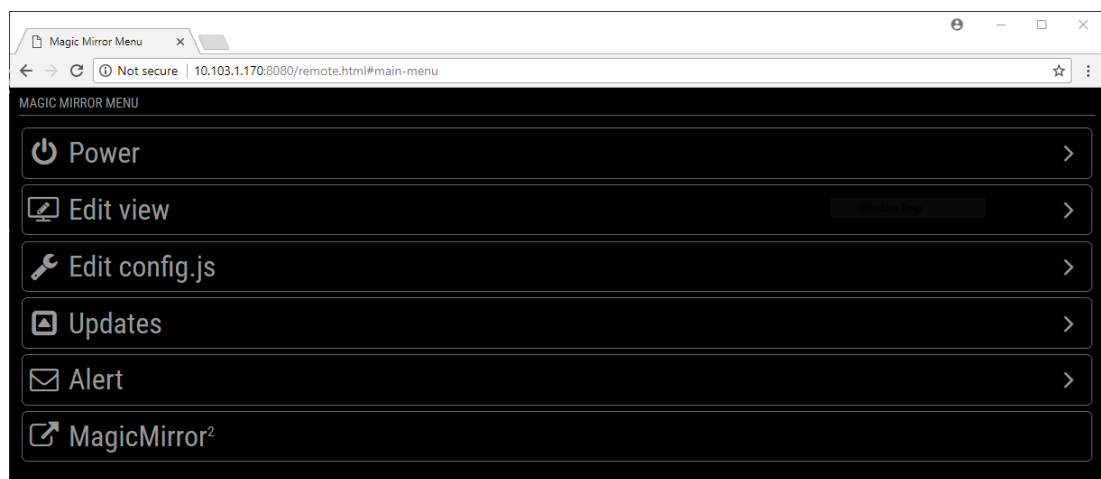 Magic Mirror Menu
Not secure | 10.103.1.170:8080/remote.html#main-menu
MAGIC MIRROR MENU
Power
Edit view
Edit config.js
Updates
Alert
MagicMirror²